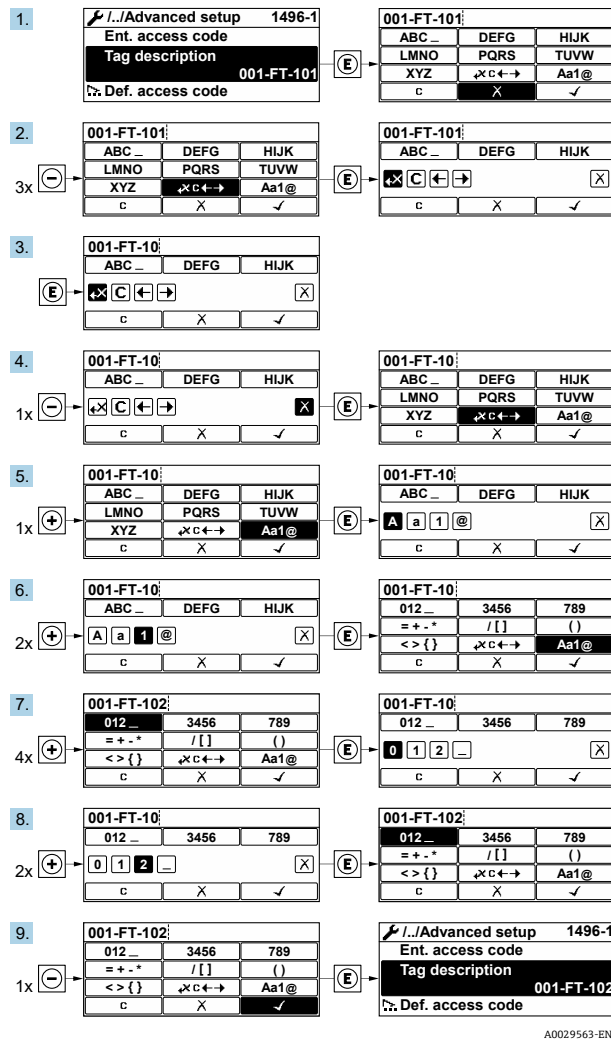 1.
/../Advanced setup 1496-1
Ent. access code
Tag description
001-FT-101
Def. access code
E
001-FT-101
ABC _ DEFG HIJK
LMNO PQRS TUVW
XYZ C Aa1@
C X ✓
2.
3x
001-FT-101
ABC _ DEFG HIJK
LMNO PQRS TUVW
XYZ C Aa1@
C X ✓
E
001-FT-101
ABC _ DEFG HIJK
C X
C X ✓
3.
E
001-FT-10
ABC _ DEFG HIJK
C X
C X ✓
4.
1x
001-FT-10
ABC _ DEFG HIJK
C X
C X ✓
E
001-FT-10
ABC _ DEFG HIJK
LMNO PQRS TUVW
XYZ C Aa1@
C X ✓
5.
1x
001-FT-10
ABC _ DEFG HIJK
LMNO PQRS TUVW
XYZ C Aa1@
C X ✓
E
001-FT-10
ABC _ DEFG HIJK
A a 1 @ X
C X ✓
6.
2x
001-FT-10
ABC _ DEFG HIJK
A a 1 @ X
C X ✓
E
001-FT-10
012 _ 3456 789
= + - * / [ ] ( )
< > { } C Aa1@
C X ✓
7.
4x
001-FT-102
012 _ 3456 789
= + - * / [ ] ( )
< > { } C Aa1@
C X ✓
E
001-FT-10
012 _ 3456 789
0 1 2 _ X
C X ✓
8.
2x
001-FT-10
012 _ 3456 789
0 1 2 _ X
C X ✓
E
001-FT-102
012 _ 3456 789
= + - * / [ ] ( )
< > { } C Aa1@
C X ✓
9.
1x
001-FT-102
012 _ 3456 789
= + - * / [ ] ( )
< > { } C Aa1@
C X ✓
E
/../Advanced setup 1496-1
Ent. access code
Tag description
001-FT-102
Def. access code
A0029563-EN